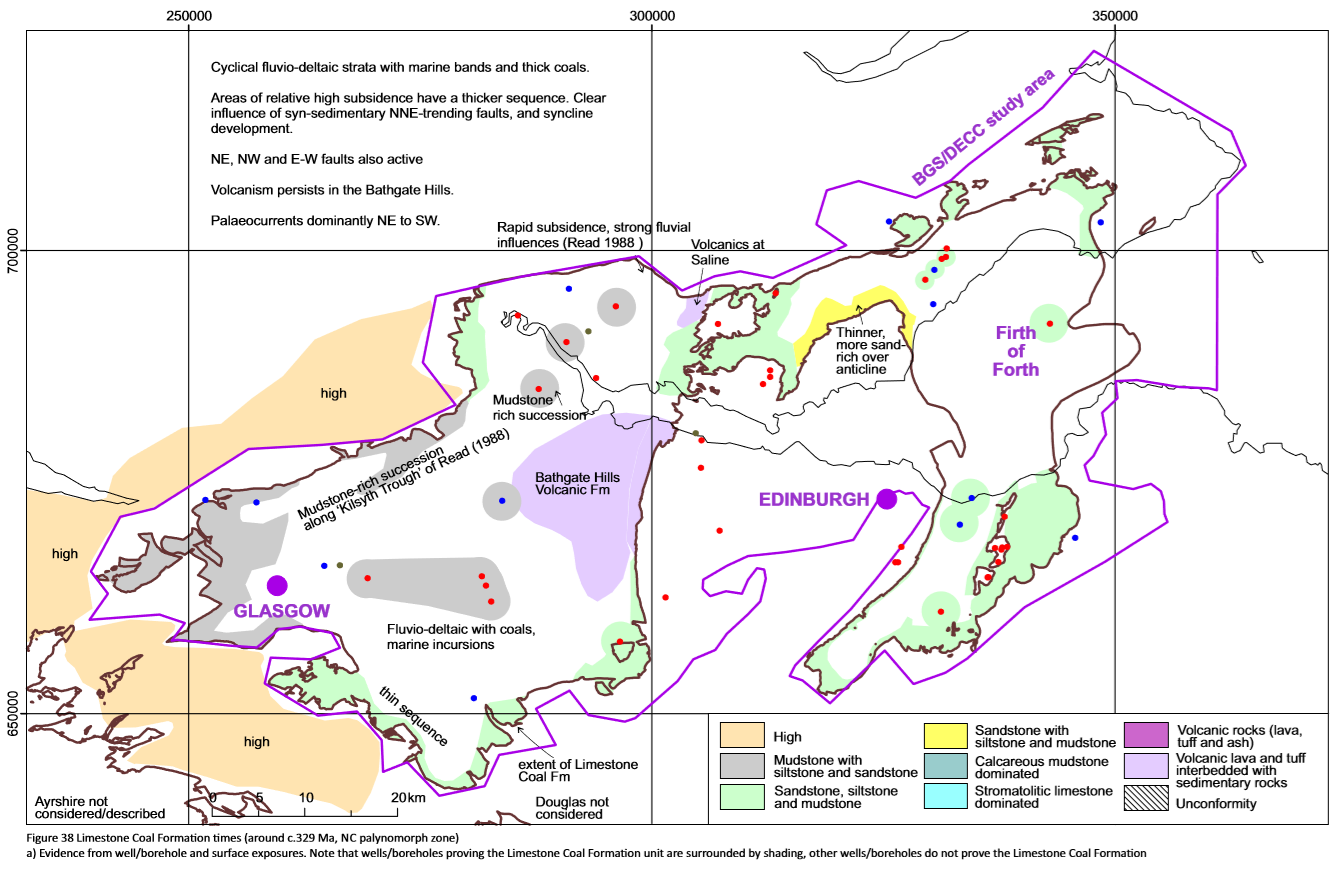 250000
300000
350000
Cyclical fluvio-deltaic strata with marine bands and thick coals.
Areas of relative high subsidence have a thicker sequence. Clear
influence of syn-sedimentary NNE-trending faults, and syncline
development.
NE, NW and E-W faults also active
Volcanism persists in the Bathgate Hills.
Palaeocurrents dominantly NE to SW.
BGS/DECC study area
Rapid subsidence, strong fluvial
influences (Read 1988 )
Volcanics at
Saline
700000
Thinner,
more sand-
rich over
anticline
Firth
of
Forth
high
Mudstone
rich succession
Mudstone-rich succession
along 'Kilsyth Trough' of Read (1988)
Bathgate Hills
Volcanic Fm
EDINBURGH
high
GLASGOW
Fluvio-deltaic with coals,
marine incursions
thin sequence
650000
high
extent of Limestone
Coal Fm
Ayrshire not
considered/described
0 5 10 20km
Douglas not
considered
High
Mudstone with
siltstone and sandstone
Sandstone, siltstone
and mudstone
Sandstone with
siltstone and mudstone
Calcareous mudstone
dominated
Stromatolitic limestone
dominated
Volcanic rocks (lava,
tuff and ash)
Volcanic lava and tuff
interbedded with
sedimentary rocks
Unconformity
Figure 38 Limestone Coal Formation times (around c.329 Ma, NC palynomorph zone)
a) Evidence from well/borehole and surface exposures. Note that wells/boreholes proving the Limestone Coal Formation unit are surrounded by shading, other wells/boreholes do not prove the Limestone Coal Formation